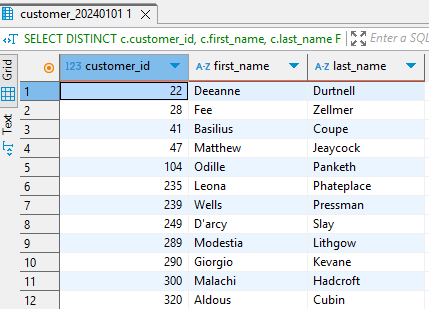 customer_20240101 1
SELECT DISTINCT c.customer_id, c.first_name, c.last_name F
Enter a SQL
Grid
Text
123 customer_id A-Z first_name A-Z last_name
1 22 Deeanne Durtnell
2 28 Fee Zellmer
3 41 Basilius Coupe
4 47 Matthew Jeaycock
5 104 Odille Panketh
6 235 Leona Phateplace
7 239 Wells Pressman
8 249 D'arcy Slay
9 289 Modestia Lithgow
10 290 Giorgio Kevane
11 300 Malachi Hadcroft
12 320 Aldous Cubin